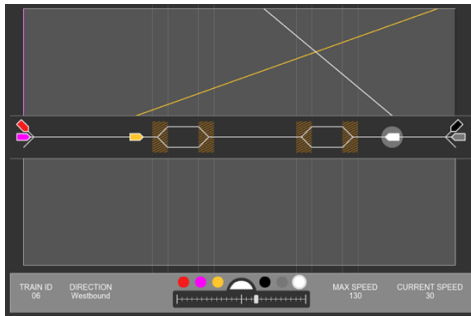 TRAIN ID
06
DIRECTION
Westbound
MAX SPEED
130
CURRENT SPEED
30